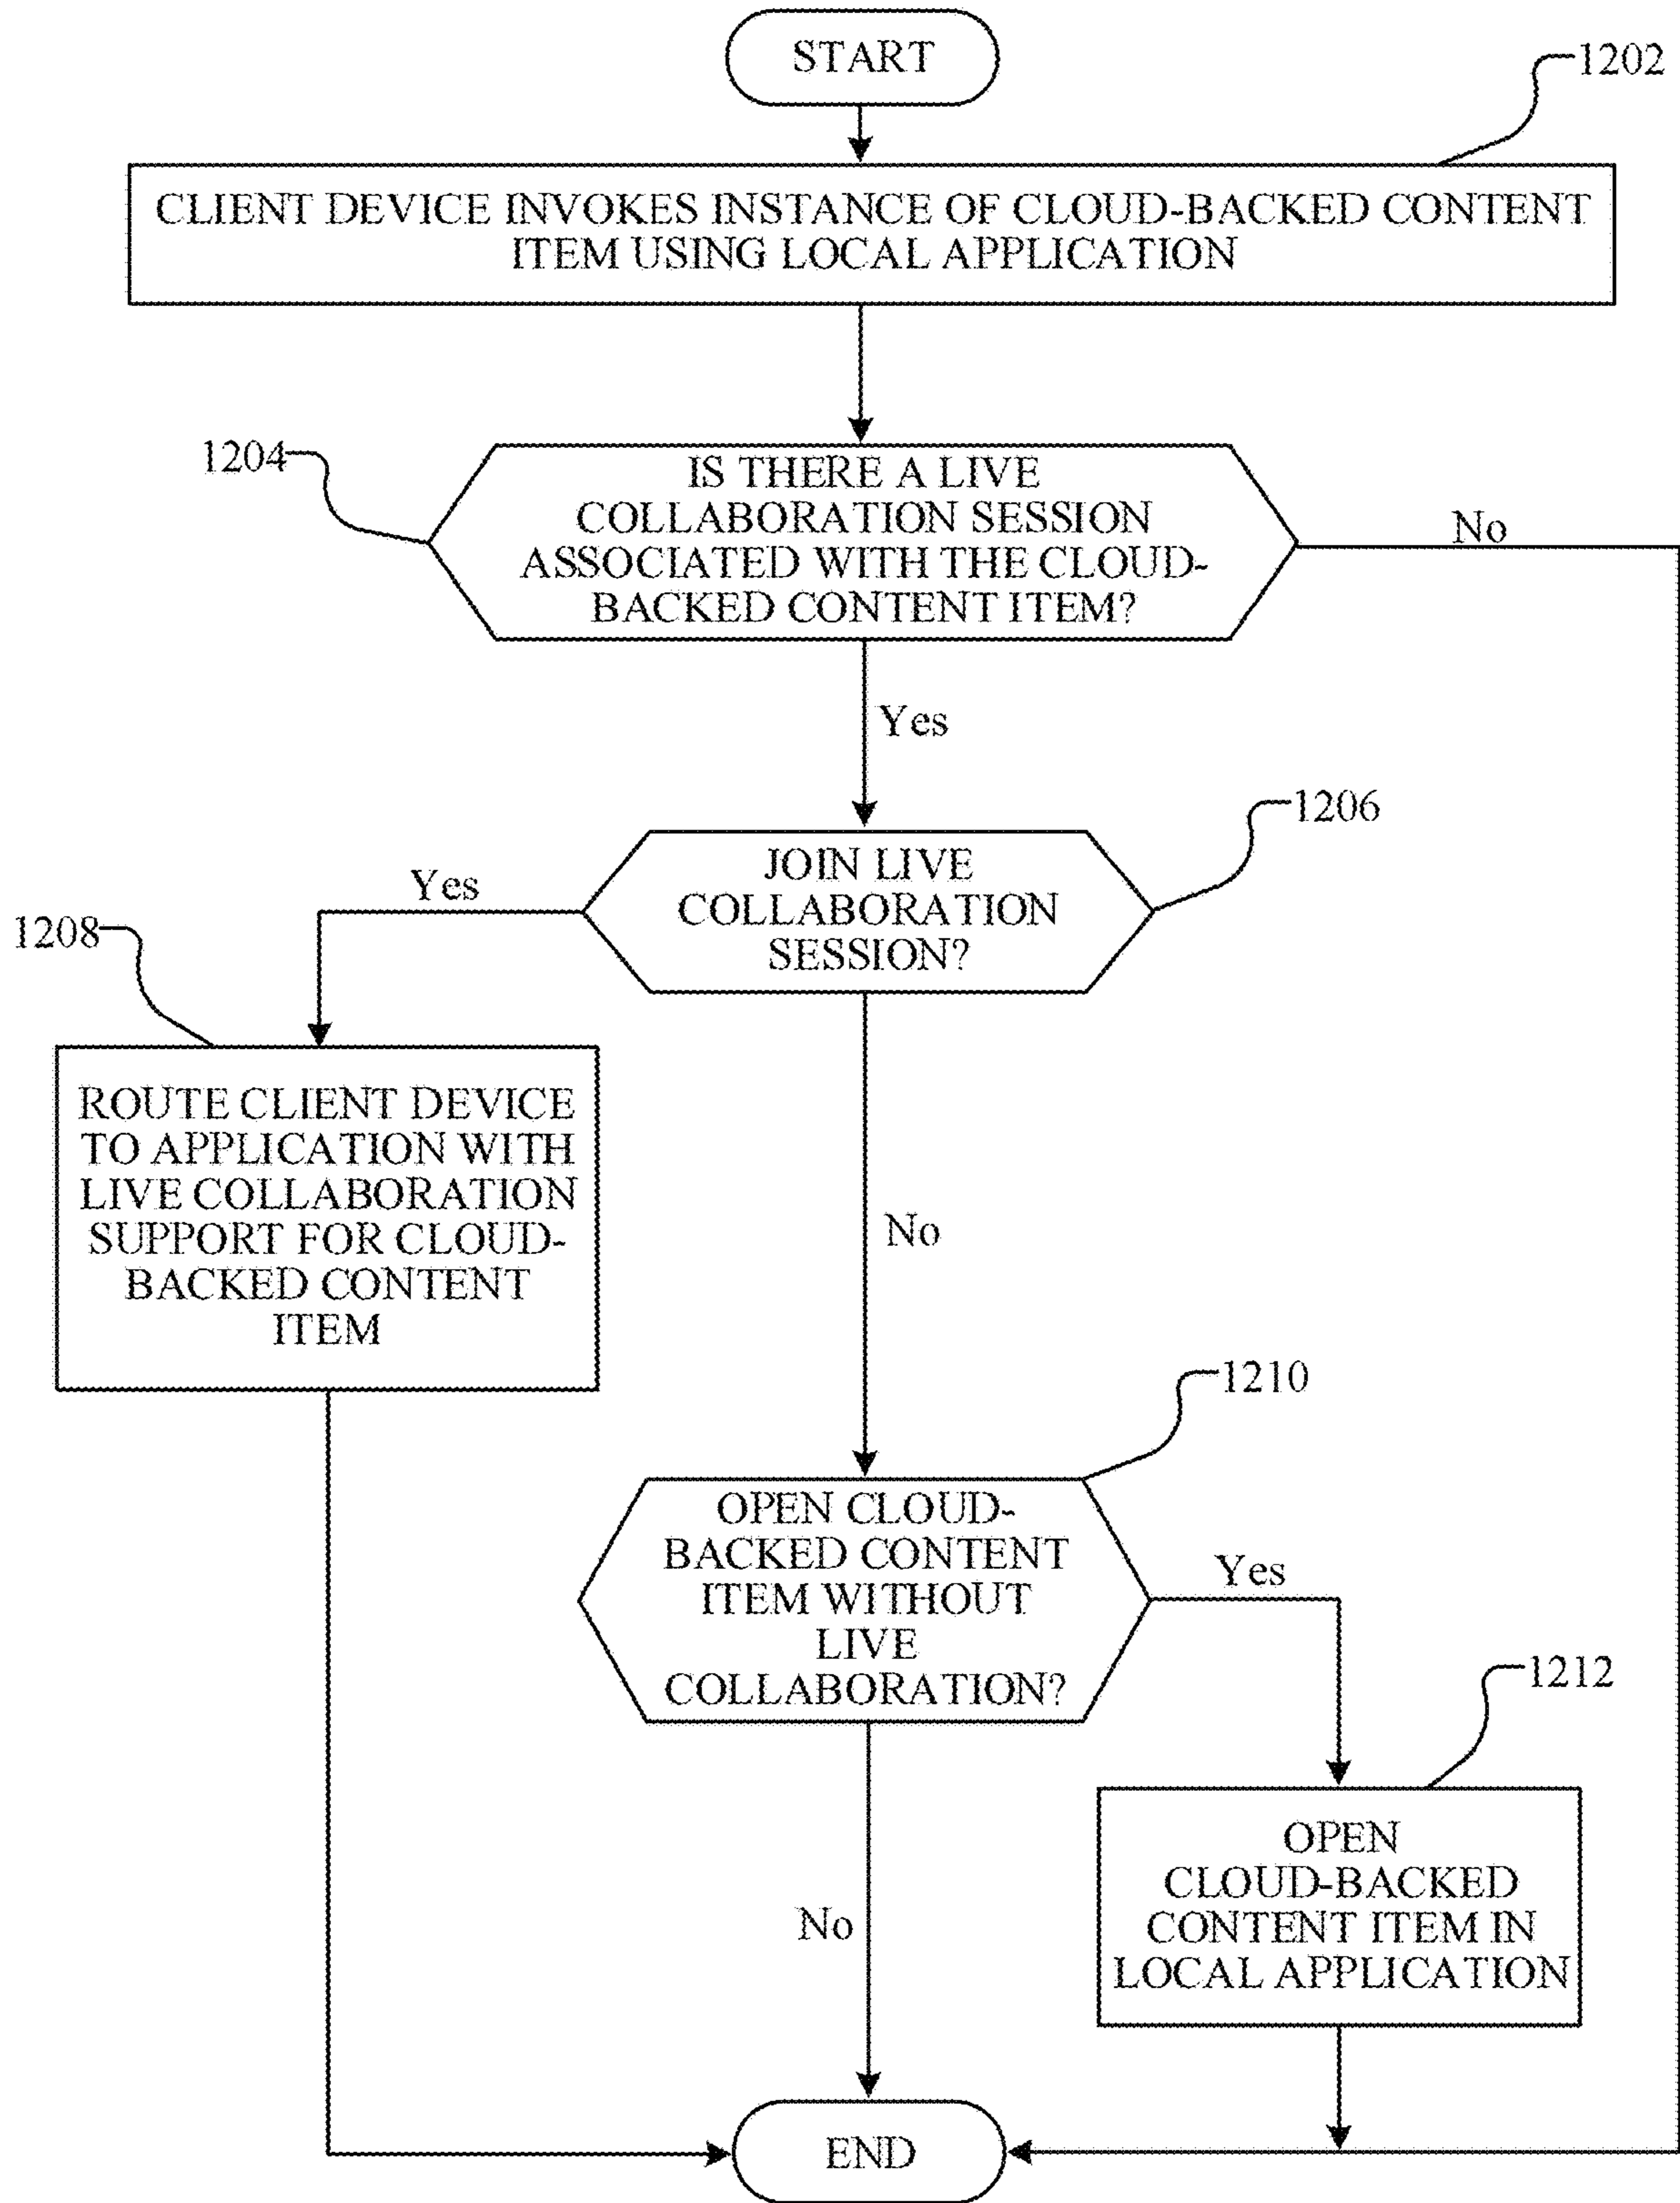 START
1202
CLIENT DEVICE INVOKES INSTANCE OF CLOUD-BACKED CONTENT
ITEM USING LOCAL APPLICATION
1204
IS THERE A LIVE
COLLABORATION SESSION
ASSOCIATED WITH THE CLOUD-
BACKED CONTENT ITEM?
No
Yes
1206
JOIN LIVE
COLLABORATION
SESSION?
Yes
1208
ROUTE CLIENT DEVICE
TO APPLICATION WITH
LIVE COLLABORATION
SUPPORT FOR CLOUD-
BACKED CONTENT
ITEM
No
1210
OPEN CLOUD-
BACKED CONTENT
ITEM WITHOUT
LIVE
COLLABORATION?
Yes
1212
OPEN
CLOUD-BACKED
CONTENT ITEM IN
LOCAL APPLICATION
No
END